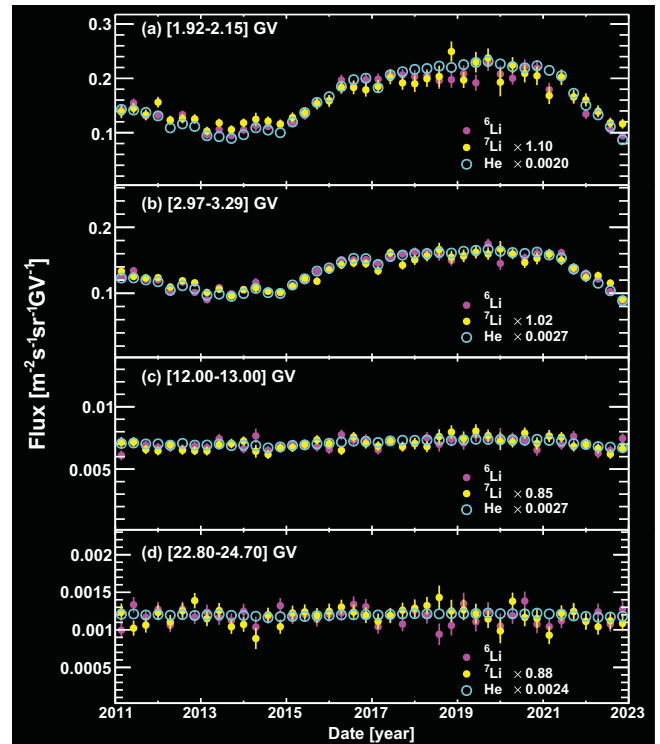 Flux [m⁻²s⁻¹sr⁻¹GV⁻¹]
(a) [1.92-2.15] GV
0.3
0.2
0.1
⁶Li
⁷Li × 1.10
He × 0.0020
(b) [2.97-3.29] GV
0.2
0.1
⁶Li
⁷Li × 1.02
He × 0.0027
(c) [12.00-13.00] GV
0.01
0.005
⁶Li
⁷Li × 0.85
He × 0.0027
(d) [22.80-24.70] GV
0.002
0.0015
0.001
0.0005
⁶Li
⁷Li × 0.88
He × 0.0024
2011 2013 2015 2017 2019 2021 2023
Date [year]